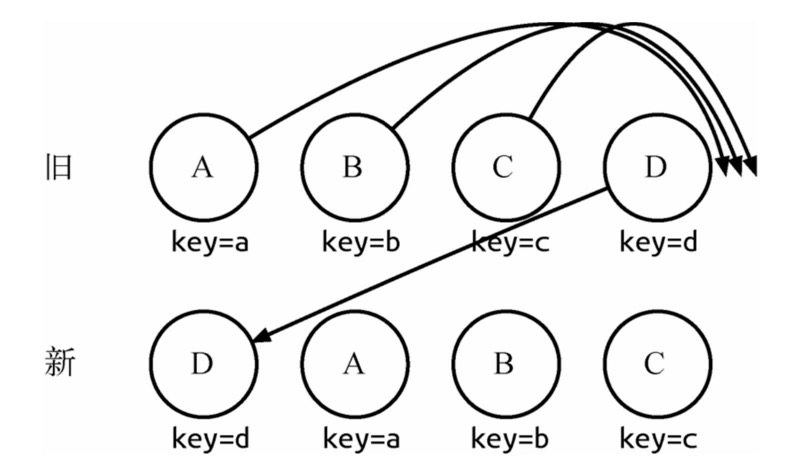 旧 A B C D
key=a key=b key=c key=d
新 D A B C
key=d key=a key=b key=c